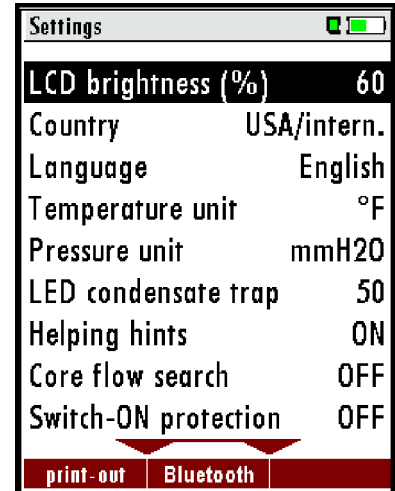 Settings
LCD brightness (%) 60
Country USA/intern.
Language English
Temperature unit °F
Pressure unit mmH2O
LED condensate trap 50
Helping hints ON
Core flow search OFF
Switch-ON protection OFF
print-out Bluetooth